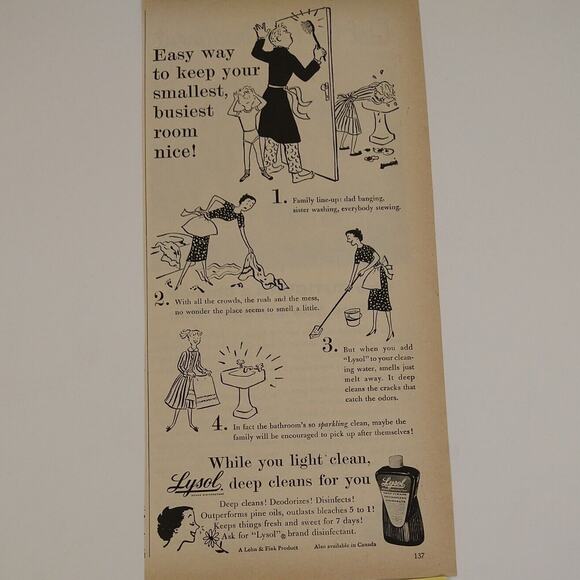 Easy way
to keep your
smallest,
busiest
room
nice!
1. Family line-up: dad banging,
sister washing, everybody stewing.
2. With all the crowds, the rush and the mess,
no wonder the place seems to smell a little.
3. But when you add
"Lysol" to your clean-
ing water, smells just
melt away. It deep
cleans the cracks that
catch the odors.
4. In fact the bathroom's so sparkling clean, maybe the
family will be encouraged to pick up after themselves!
While you light clean,
Lysol deep cleans for you
BRAND DISINFECTANT
Deep cleans! Deodorizes! Disinfects!
Outperforms pine oils, outlasts bleaches 5 to 1!
Keeps things fresh and sweet for 7 days!
Ask for "Lysol"® brand disinfectant.
A Lehn & Fink Product Also available in Canada
Lysol
137